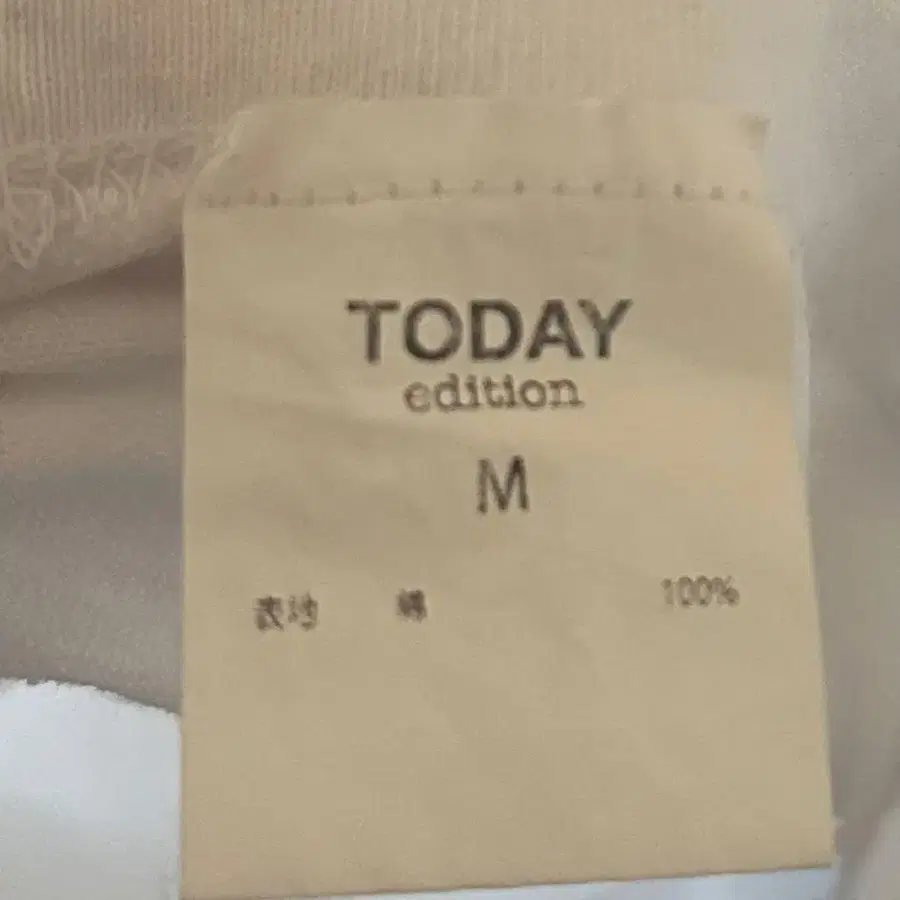 TODAY
edition
M
表地 綿 100%